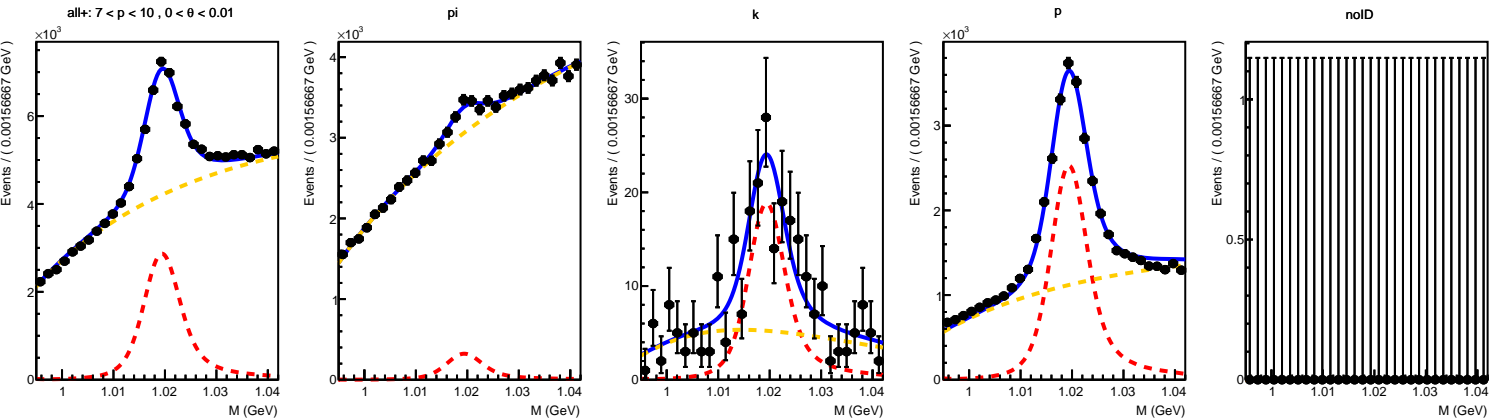 all+: 7 < p < 10 , 0 < θ < 0.01
×10³
Events / ( 0.00156667 GeV )
6
4
2
0
1 1.01 1.02 1.03 1.04
M (GeV)
pi
×10³
Events / ( 0.00156667 GeV )
4
3
2
1
0
1 1.01 1.02 1.03 1.04
M (GeV)
k
Events / ( 0.00156667 GeV )
30
20
10
0
1 1.01 1.02 1.03 1.04
M (GeV)
p
×10³
Events / ( 0.00156667 GeV )
3
2
1
0
1 1.01 1.02 1.03 1.04
M (GeV)
noID
Events / ( 0.00156667 GeV )
1
0.5
0
1 1.01 1.02 1.03 1.04
M (GeV)